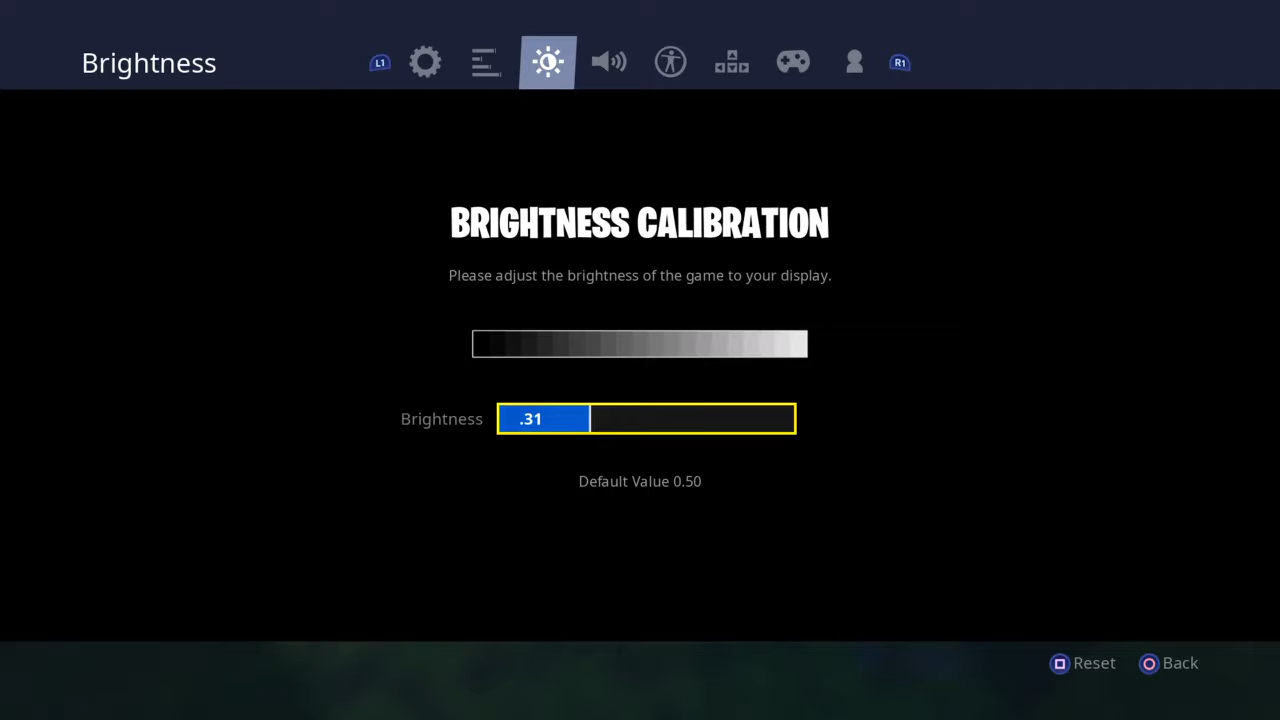 Brightness
L1
R1
BRIGHTNESS CALIBRATION
Please adjust the brightness of the game to your display.
Brightness .31
Default Value 0.50
Reset Back